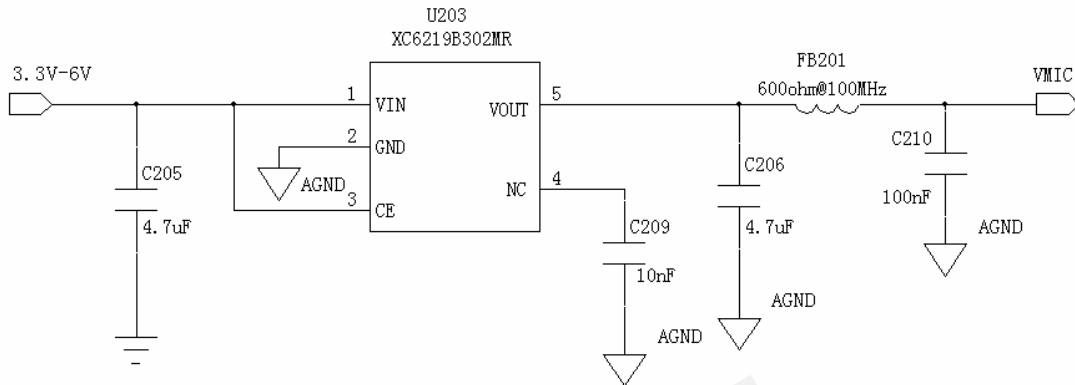 U203
XC6219B302MR
3.3V-6V
FB201
600ohm@100MHz
VMIC
1
VIN
VOUT
5
2
GND
AGND
C205
4.7uF
3
CE
NC
4
C209
10nF
AGND
C206
4.7uF
AGND
C210
100nF
AGND